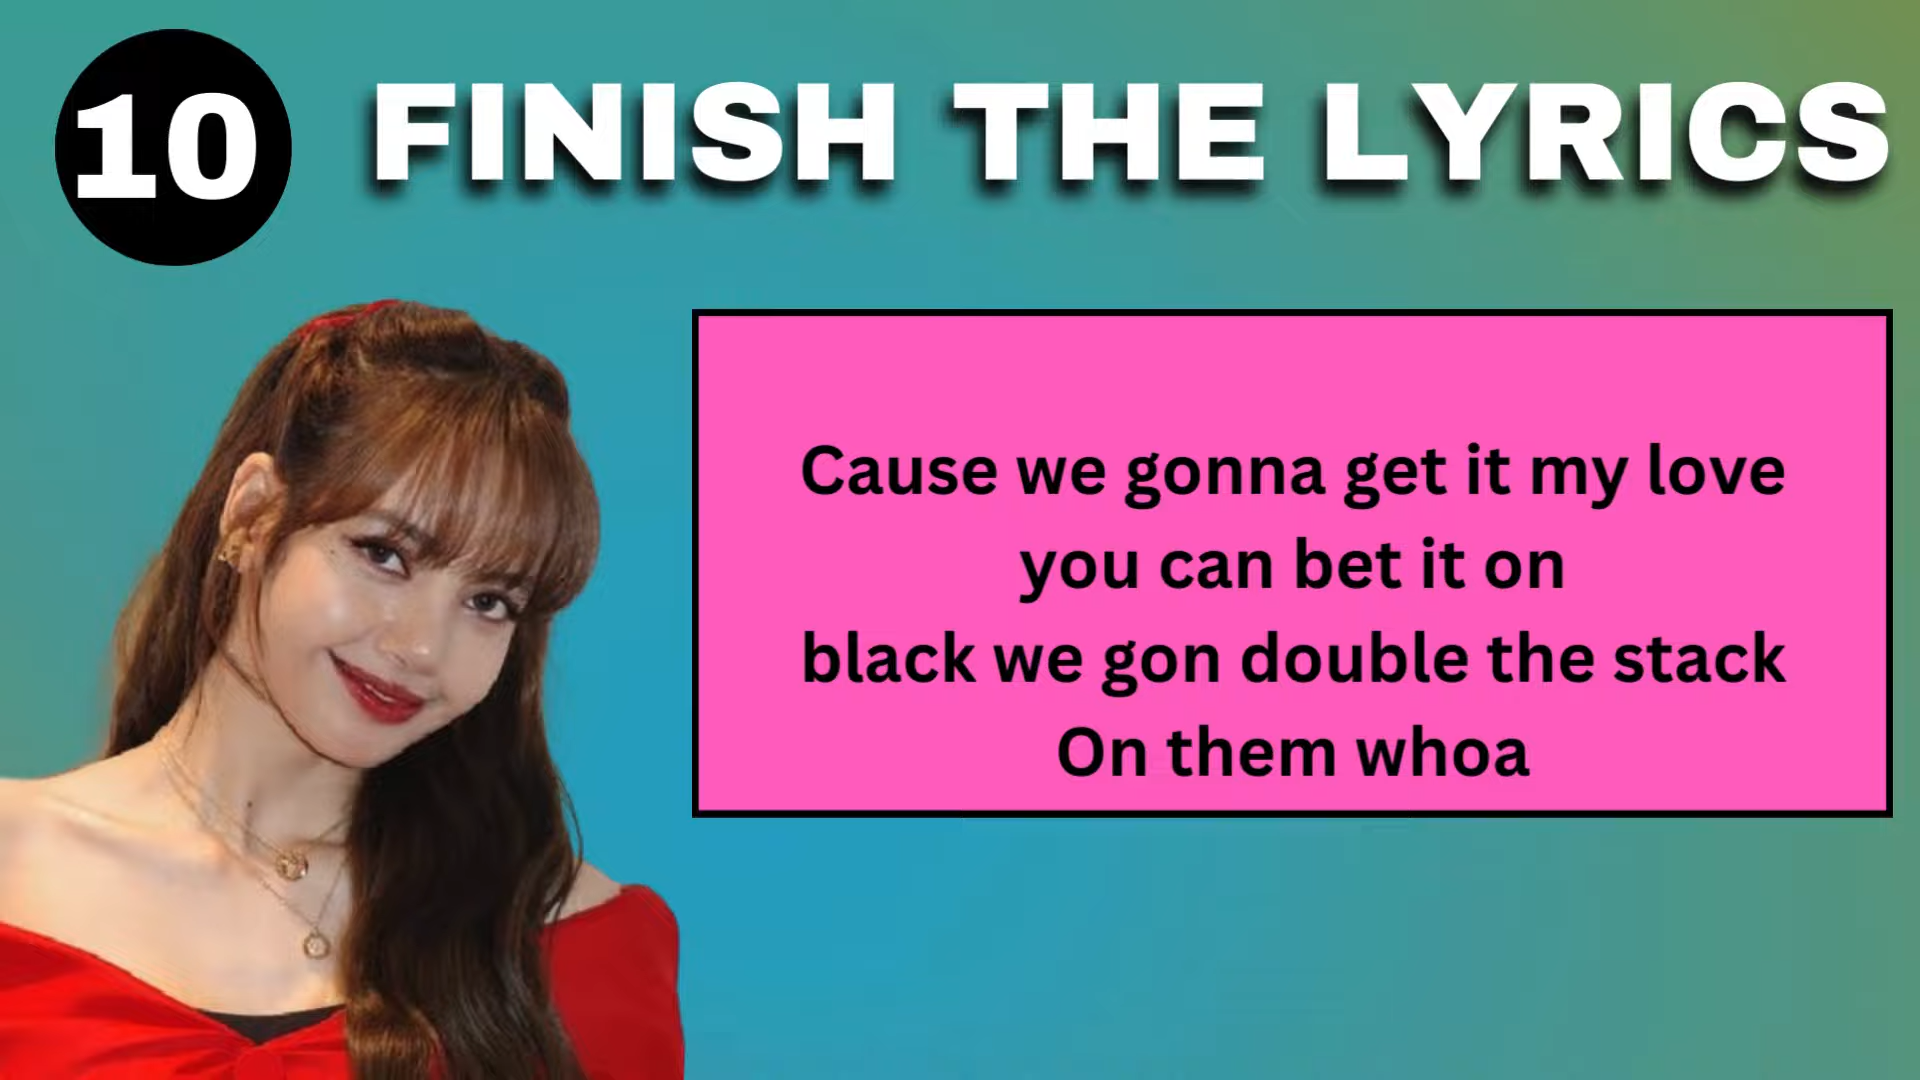 10
FINISH THE LYRICS
Cause we gonna get it my love
you can bet it on
black we gon double the stack
On them whoa